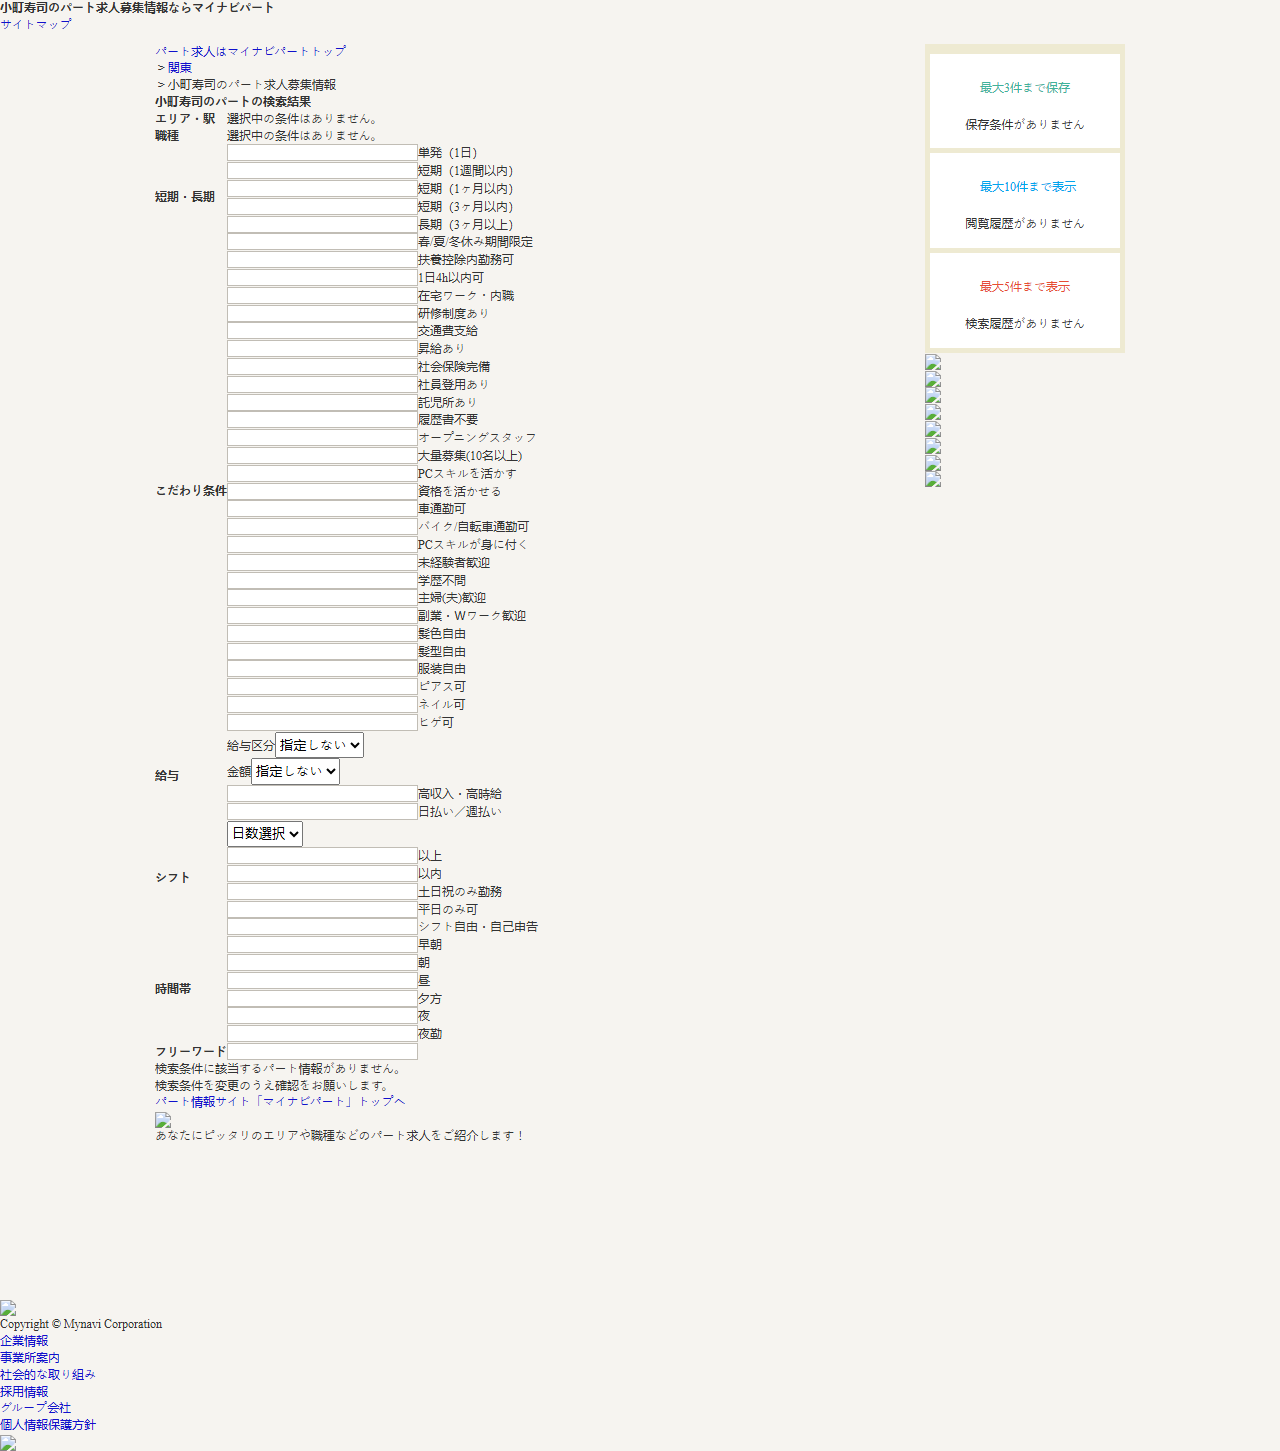 小町寿司のパート求人募集情報ならマイナビパート
サイトマップ
パート求人はマイナビパートトップ
> 関東
> 小町寿司のパート求人募集情報
小町寿司のパートの検索結果
エリア・駅 選択中の条件はありません。
職種 選択中の条件はありません。
短期・長期
単発（1日）
短期（1週間以内）
短期（1ヶ月以内）
短期（3ヶ月以内）
長期（3ヶ月以上）
春/夏/冬休み期間限定
こだわり条件
扶養控除内勤務可
1日4h以内可
在宅ワーク・内職
研修制度あり
交通費支給
昇給あり
社会保険完備
社員登用あり
託児所あり
履歴書不要
オープニングスタッフ
大量募集(10名以上)
PCスキルを活かす
資格を活かせる
車通勤可
バイク/自転車通勤可
PCスキルが身に付く
未経験者歓迎
学歴不問
主婦(夫)歓迎
副業・Wワーク歓迎
髪色自由
髪型自由
服装自由
ピアス可
ネイル可
ヒゲ可
給与
給与区分 指定しない
金額 指定しない
高収入・高時給
日払い／週払い
シフト
日数選択
以上
以内
土日祝のみ勤務
平日のみ可
シフト自由・自己申告
時間帯
早朝
朝
昼
夕方
夜
夜勤
フリーワード
検索条件に該当するパート情報がありません。
検索条件を変更のうえ確認をお願いします。
パート情報サイト「マイナビパート」トップへ
あなたにピッタリのエリアや職種などのパート求人をご紹介します！
最大3件まで保存
保存条件がありません
最大10件まで表示
閲覧履歴がありません
最大5件まで表示
検索履歴がありません
Copyright © Mynavi Corporation
企業情報
事業所案内
社会的な取り組み
採用情報
グループ会社
個人情報保護方針